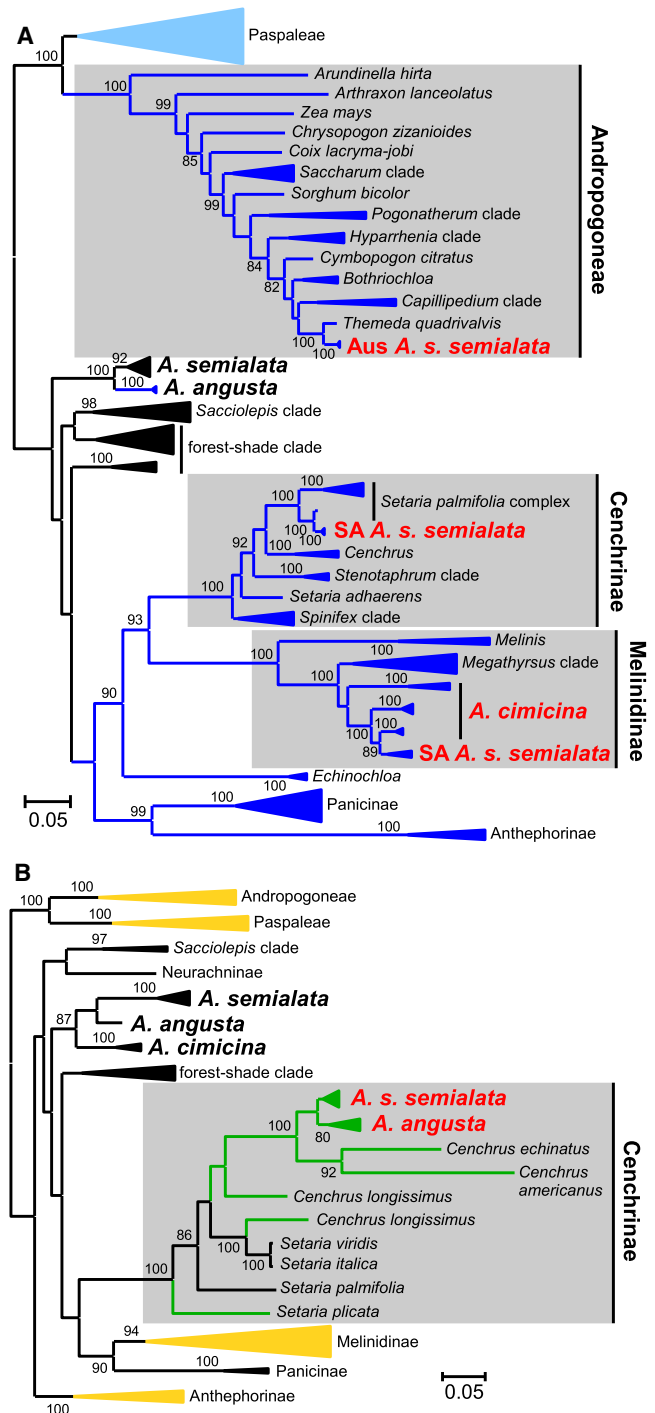 A
Paspaleae
100
100
Arundinella hirta
99
Arthraxon lanceolatus
Zea mays
Chrysopogon zizanioides
85
Coix lacryma-jobi
Saccharum clade
99
Sorghum bicolor
Pogonatherum clade
Hyparrhenia clade
84
Cymbopogon citratus
82
Bothriochloa
Capillipedium clade
Themeda quadrivalvis
100
100
Aus A. s. semialata
Andropogoneae
92
100
A. semialata
100
A. angusta
98
Sacciolepis clade
forest-shade clade
100
100
100
Setaria palmifolia complex
100
100
SA A. s. semialata
92
100
Cenchrus
100
Stenotaphrum clade
100
Setaria adhaerens
Spinifex clade
Cenchrinae
93
100
Melinis
100
Megathyrsus clade
100
100
A. cimicina
100
100
89
SA A. s. semialata
Melinidinae
90
100
Echinochloa
100
Panicinae
99
100
Anthephorinae
0.05
B
100
100
Andropogoneae
100
Paspaleae
97
Sacciolepis clade
Neurachninae
100
A. semialata
87
A. angusta
100
A. cimicina
forest-shade clade
A. s. semialata
100
80
A. angusta
Cenchrus echinatus
92
Cenchrus
americanus
Cenchrus longissimus
Cenchrus longissimus
86
100
Setaria viridis
100
Setaria italica
100
Setaria palmifolia
Setaria plicata
Cenchrinae
94
Melinidinae
90
100
Panicinae
100
Anthephorinae
0.05